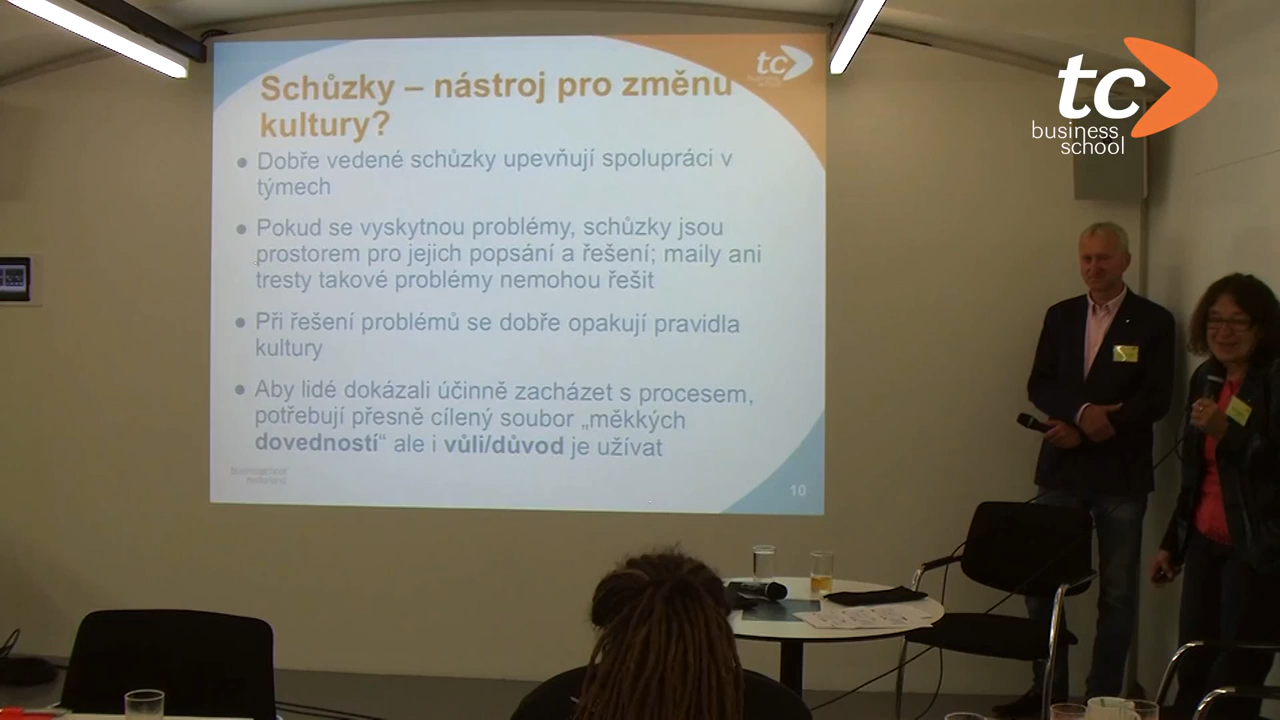 Schůzky – nástroj pro změnu
kultury?
• Dobře vedené schůzky upevňují spolupráci v
týmech
• Pokud se vyskytnou problémy, schůzky jsou
prostorem pro jejich popsání a řešení; maily ani
tresty takové problémy nemohou řešit
• Při řešení problémů se dobře opakují pravidla
kultury
• Aby lidé dokázali účinně zacházet s procesem,
potřebují přesně cílený soubor „měkkých
dovedností“ ale i vůli/důvod je užívat
10
tc
tc
business
school